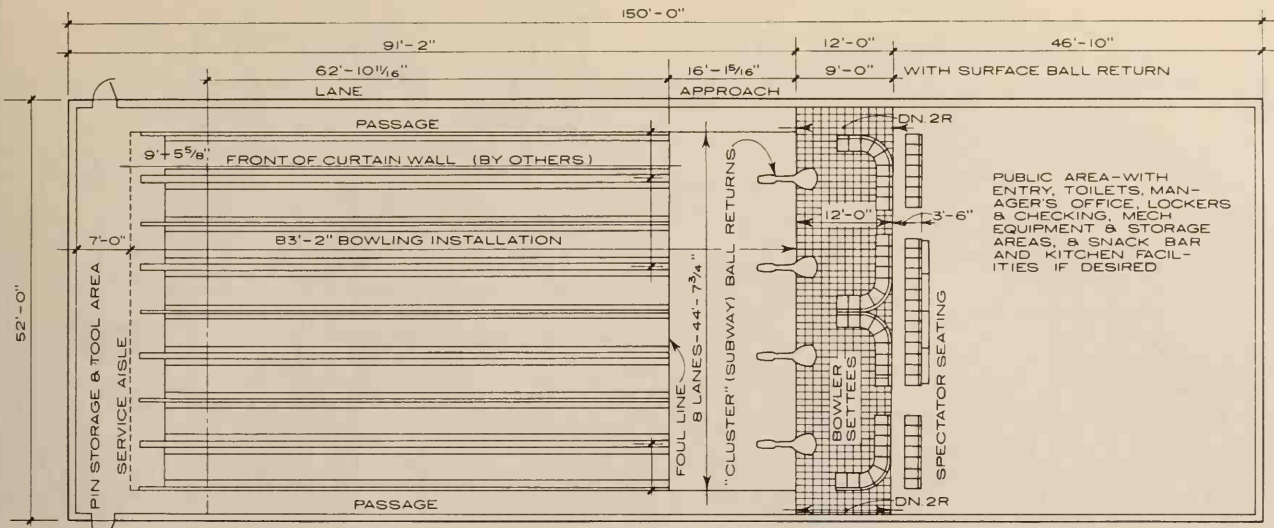 150'-0"
91'-2"
12'-0"
46'-10"
62'-10 11/16"
16'-1 5/16"
9'-0"
WITH SURFACE BALL RETURN
LANE
APPROACH
PASSAGE
DN. 2R
9'+5 5/8"
FRONT OF CURTAIN WALL (BY OTHERS)
52'-0"
7'-0"
83'-2" BOWLING INSTALLATION
12'-0"
3'-6"
PUBLIC AREA-WITH
ENTRY, TOILETS, MAN-
AGER'S OFFICE, LOCKERS
& CHECKING, MECH
EQUIPMENT & STORAGE
AREAS, & SNACK BAR
AND KITCHEN FACIL-
ITIES IF DESIRED
PIN STORAGE & TOOL AREA
SERVICE AISLE
FOUL LINE
8 LANES-44'-7 3/4"
"CLUSTER" (SUBWAY) BALL RETURNS
BOWLER
SETTEES
SPECTATOR SEATING
PASSAGE
DN. 2R